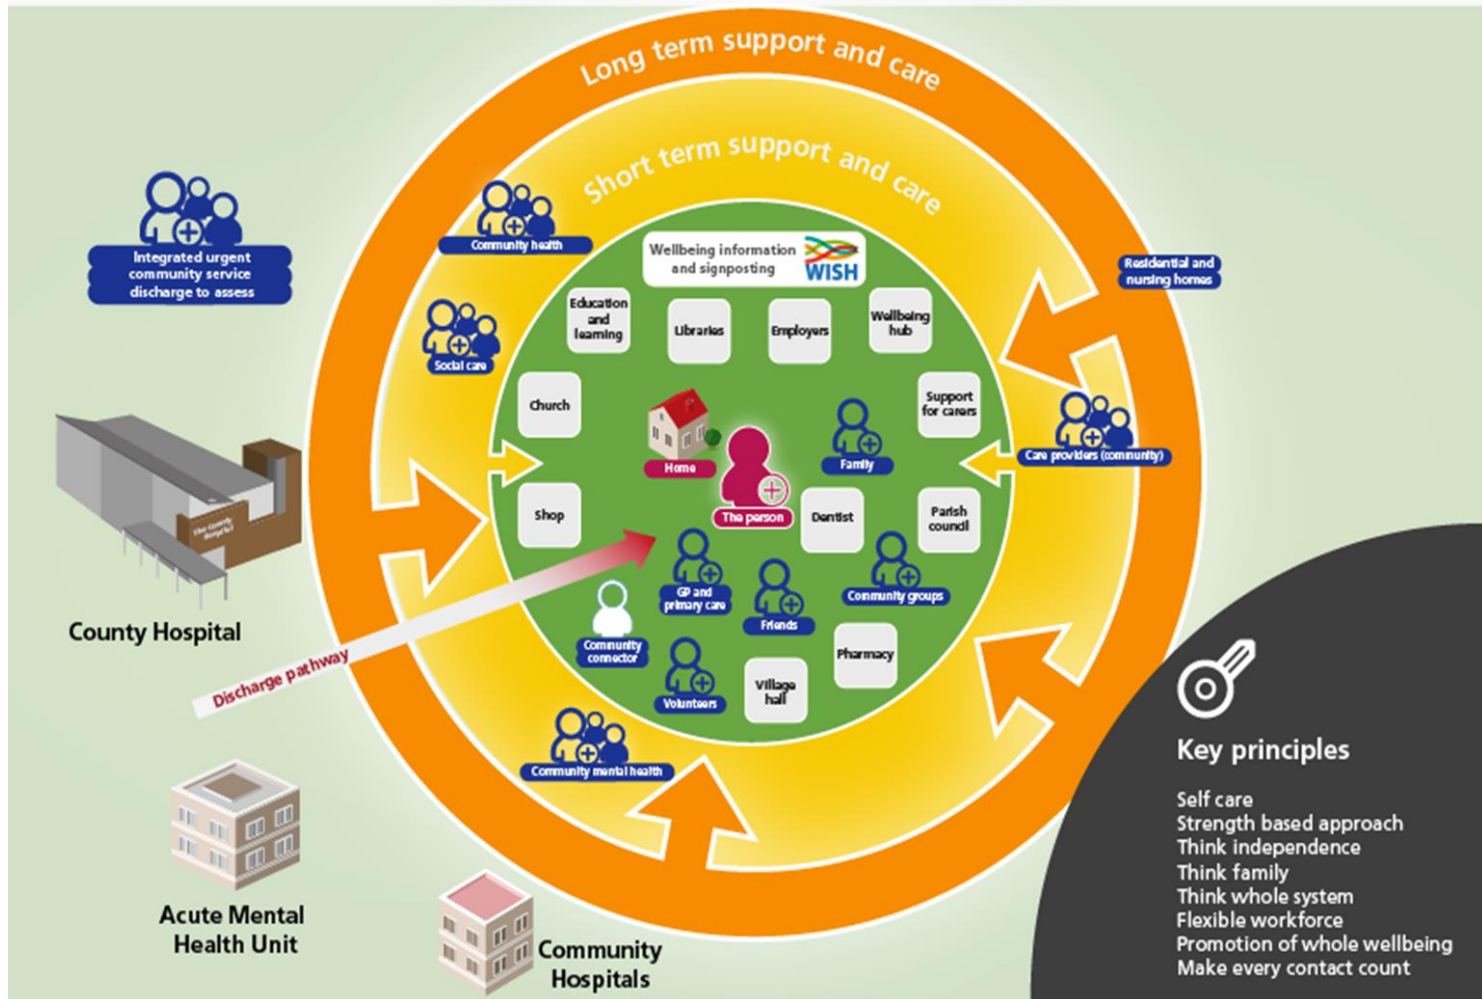 Long term support and care
Short term support and care
Integrated urgent
community service
discharge to assess
Community health
Social care
Wellbeing information
and signposting
WISH
Residential and
nursing homes
Education
and
learning
Libraries
Employers
Wellbeing
hub
Church
Support
for carers
Home
Family
Care providers (community)
The person
Shop
Dentist
Parish
council
The County
Hospital
County Hospital
GP and
primary care
Community groups
Friends
Community
connector
Pharmacy
Volunteers
Village
hall
Discharge pathway
Community mental health
Acute Mental
Health Unit
Community
Hospitals
Key principles
Self care
Strength based approach
Think independence
Think family
Think whole system
Flexible workforce
Promotion of whole wellbeing
Make every contact count